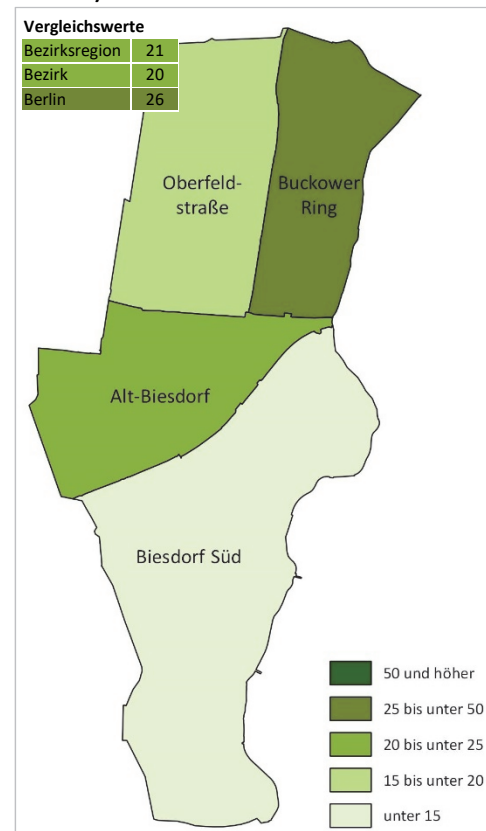 Vergleichswerte
Bezirksregion 21
Bezirk 20
Berlin 26
Oberfeld-
straße
Buckower
Ring
Alt-Biesdorf
Biesdorf Süd
50 und höher
25 bis unter 50
20 bis unter 25
15 bis unter 20
unter 15